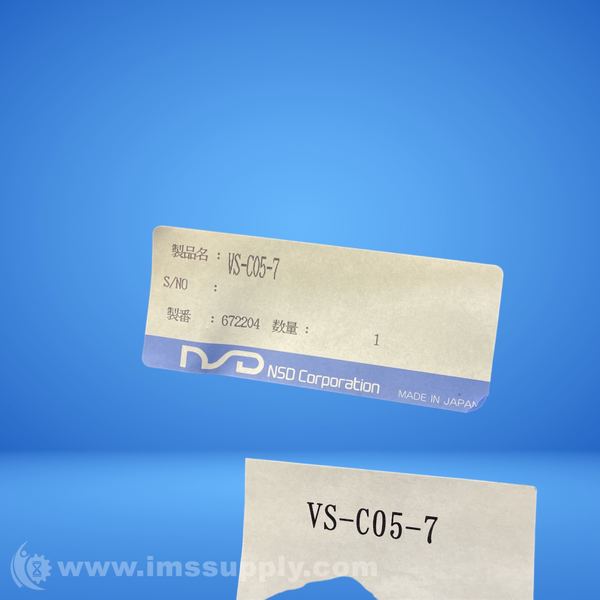 製品名 : VS-C05-7
S/NO :
製番 : 672204 数量 : 1
NSD NSD Corporation MADE IN JAPAN
VS-C05-7
www.imssupply.com